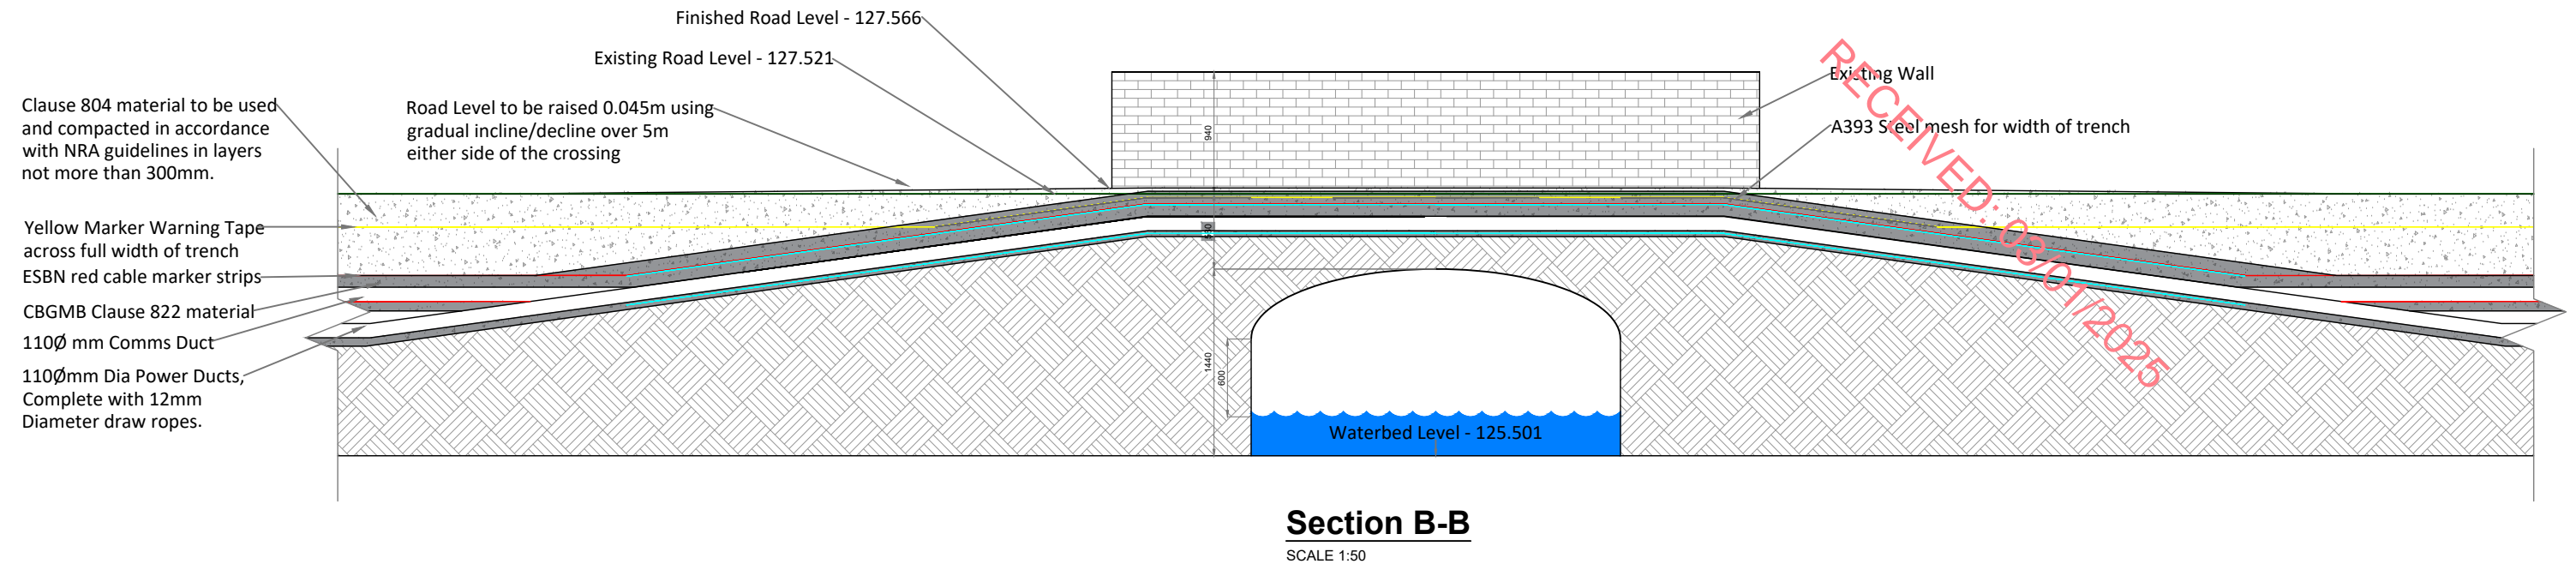 Finished Road Level - 127.566
Existing Road Level - 127.521
Clause 804 material to be used
and compacted in accordance
with NRA guidelines in layers
not more than 300mm.
Road Level to be raised 0.045m using
gradual incline/decline over 5m
either side of the crossing
Existing Wall
A393 Steel mesh for width of trench
RECEIVED: 03/01/2025
Yellow Marker Warning Tape
across full width of trench
ESBN red cable marker strips
CBGMB Clause 822 material
110Ø mm Comms Duct
110Ømm Dia Power Ducts,
Complete with 12mm
Diameter draw ropes.
940
1440
600
Waterbed Level - 125.501
Section B-B
SCALE 1:50